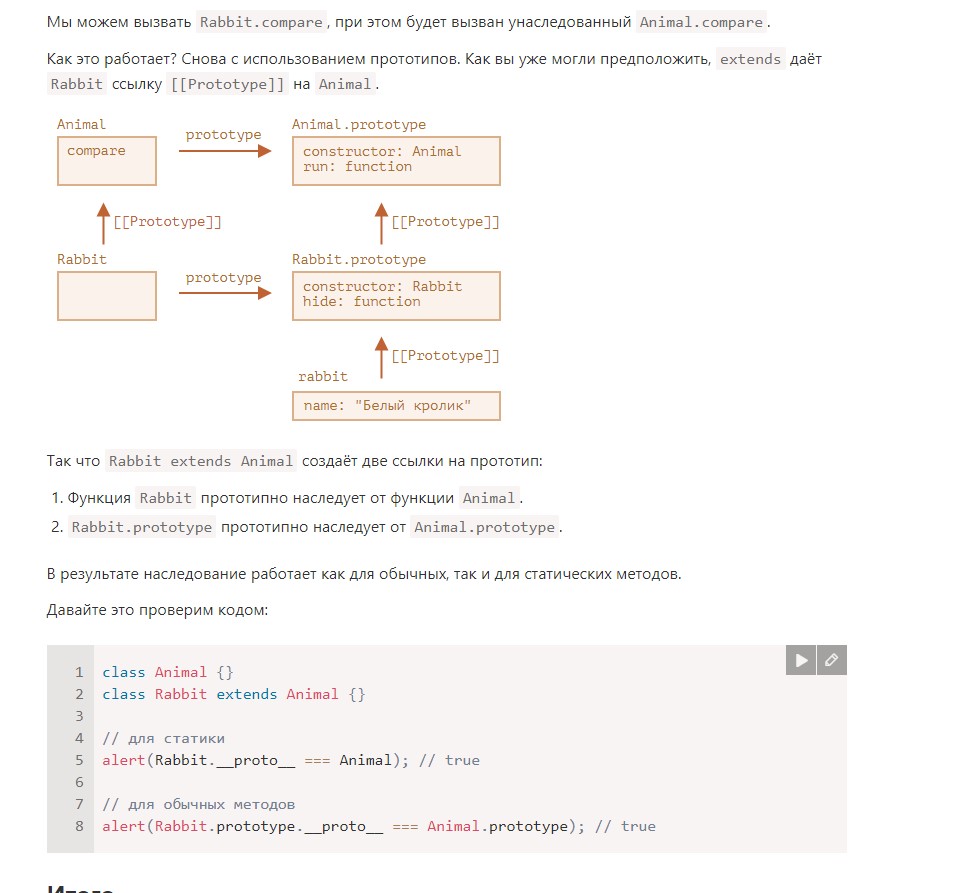 Мы можем вызвать Rabbit.compare, при этом будет вызван унаследованный Animal.compare.
Как это работает? Снова с использованием прототипов. Как вы уже могли предположить, extends даёт
Rabbit ссылку [[Prototype]] на Animal.
Animal
prototype
Animal.prototype
compare
constructor: Animal
run: function
[[Prototype]]
[[Prototype]]
Rabbit
prototype
Rabbit.prototype
constructor: Rabbit
hide: function
[[Prototype]]
rabbit
name: "Белый кролик"
Так что Rabbit extends Animal создаёт две ссылки на прототип:
1. Функция Rabbit прототипно наследует от функции Animal.
2. Rabbit.prototype прототипно наследует от Animal.prototype.
В результате наследование работает как для обычных, так и для статических методов.
Давайте это проверим кодом:
1 class Animal {}
2 class Rabbit extends Animal {}
3
4 // для статики
5 alert(Rabbit.__proto__ === Animal); // true
6
7 // для обычных методов
8 alert(Rabbit.prototype.__proto__ === Animal.prototype); // true
Итого